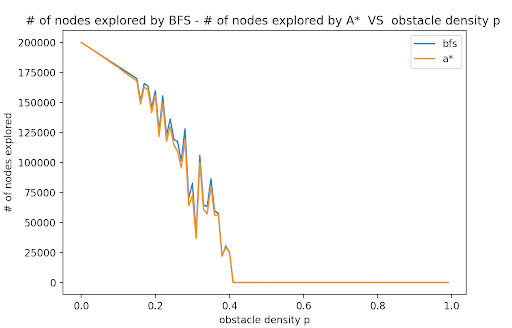 # of nodes explored by BFS - # of nodes explored by A*  VS  obstacle density p
bfs
a*
# of nodes explored
200000
175000
150000
125000
100000
75000
50000
25000
0
0.0 0.2 0.4 0.6 0.8 1.0
obstacle density p